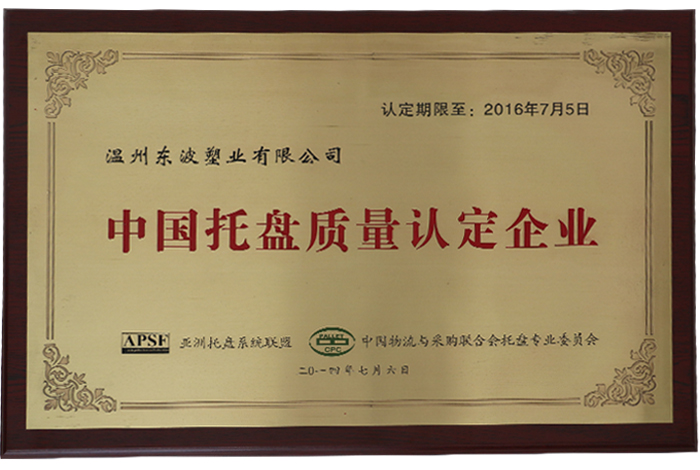 认定期限至：2016年7月5日
温州东波塑业有限公司
中国托盘质量认定企业
APSF 亚洲托盘系统联盟 PALLET CPC 中国物流与采购联合会托盘专业委员会
二〇一四年七月六日